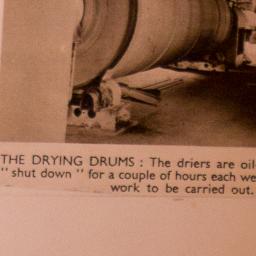 THE DRYING DRUMS : The driers are oil
" shut down " for a couple of hours each we
work to be carried out.